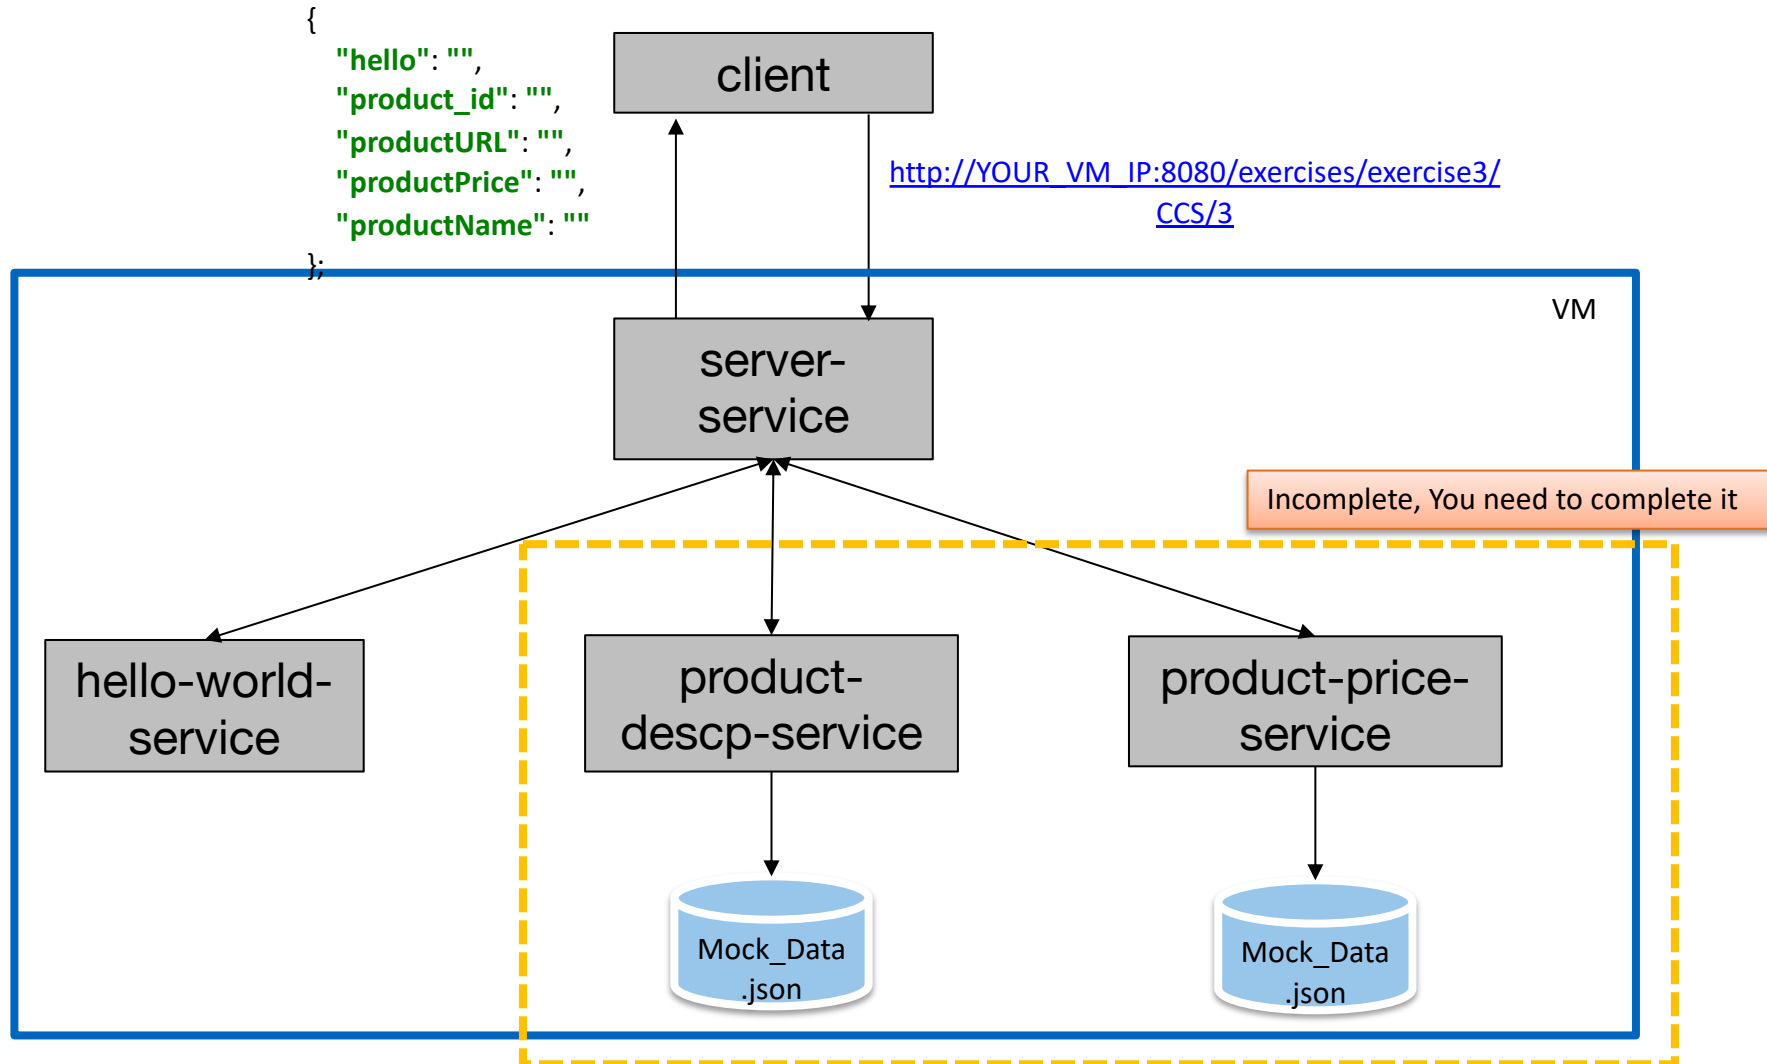 {
"hello": "",
"product_id": "",
"productURL": "",
"productPrice": "",
"productName": ""
};
client
http://YOUR_VM_IP:8080/exercises/exercise3/
CCS/3
VM
server-
service
Incomplete, You need to complete it
hello-world-
service
product-
descp-service
product-price-
service
Mock_Data
.json
Mock_Data
.json